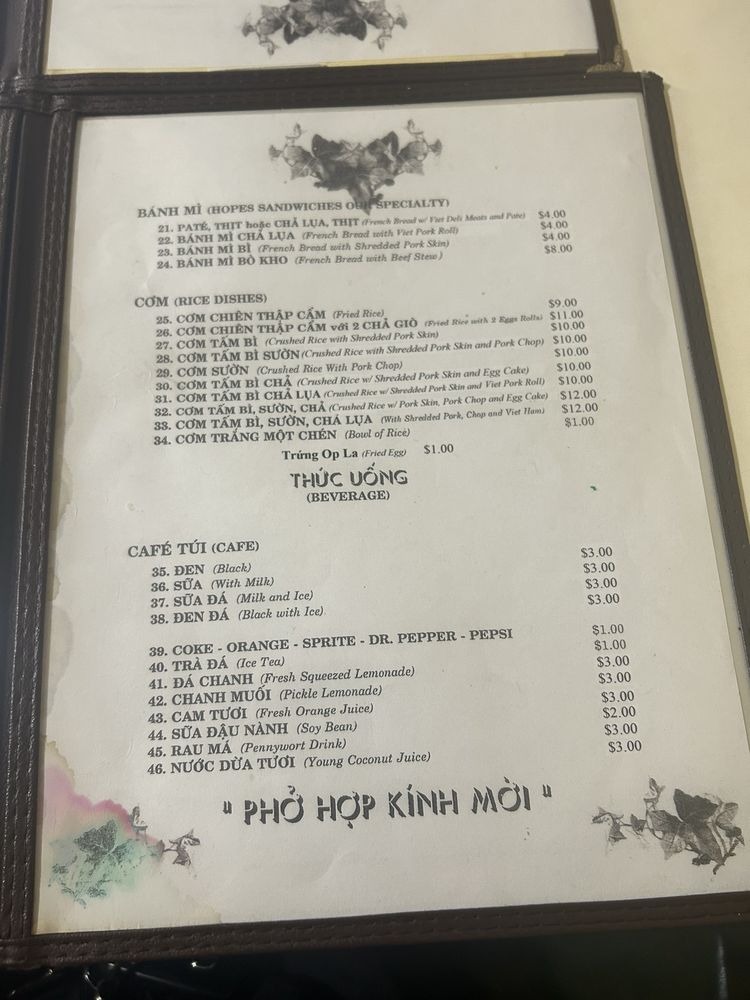 BÁNH MÌ (HOPES SANDWICHES OUR SPECIALTY)
21. PATÉ, THỊT hoặc CHẢ LỤA, THỊT (French Bread w/ Viet Deli Meats and Pate) $4.00
22. BÁNH MÌ CHẢ LỤA (French Bread with Viet Pork Roll) $4.00
23. BÁNH MÌ BÌ (French Bread with Shredded Pork Skin) $4.00
24. BÁNH MÌ BÒ KHO (French Bread with Beef Stew) $8.00
CƠM (RICE DISHES)
25. CƠM CHIÊN THẬP CẨM (Fried Rice) $9.00
26. CƠM CHIÊN THẬP CẨM với 2 CHẢ GIÒ (Fried Rice with 2 Eggs Rolls) $11.00
27. CƠM TẤM BÌ (Crushed Rice with Shredded Pork Skin) $10.00
28. CƠM TẤM BÌ SƯỜN (Crushed Rice with Shredded Pork Skin and Pork Chop) $10.00
29. CƠM SƯỜN (Crushed Rice With Pork Chop) $10.00
30. CƠM TẤM BÌ CHẢ (Crushed Rice w/ Shredded Pork Skin and Egg Cake) $10.00
31. CƠM TẤM BÌ CHẢ LỤA (Crushed Rice w/ Shredded Pork Skin and Viet Pork Roll) $10.00
32. CƠM TẤM BÌ, SƯỜN, CHẢ (Crushed Rice w/ Pork Skin, Pork Chop and Egg Cake) $12.00
33. CƠM TẤM BÌ, SƯỜN, CHẢ LỤA (With Shredded Pork, Chop and Viet Ham) $12.00
34. CƠM TRẮNG MỘT CHÉN (Bowl of Rice) $1.00
Trứng Op La (Fried Egg) $1.00
THỨC UỐNG
(BEVERAGE)
CAFÉ TÚI (CAFE)
35. ĐEN (Black) $3.00
36. SỮA (With Milk) $3.00
37. SỮA ĐÁ (Milk and Ice) $3.00
38. ĐEN ĐÁ (Black with Ice) $3.00
39. COKE - ORANGE - SPRITE - DR. PEPPER - PEPSI $1.00
40. TRÀ ĐÁ (Ice Tea) $1.00
41. ĐÁ CHANH (Fresh Squeezed Lemonade) $3.00
42. CHANH MUỐI (Pickle Lemonade) $3.00
43. CAM TƯƠI (Fresh Orange Juice) $3.00
44. SỮA ĐẬU NÀNH (Soy Bean) $2.00
45. RAU MÁ (Pennywort Drink) $3.00
46. NƯỚC DỪA TƯƠI (Young Coconut Juice) $3.00
" PHỞ HỢP KÍNH MỜI "